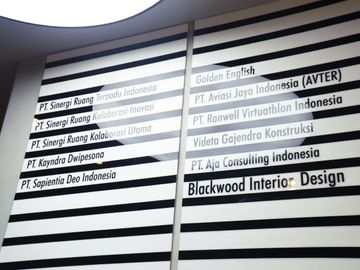 PT. Sinergi Ruang Terpadu Indonesia
PT. Sinergi Ruang Kolaborasi Inovasi
PT. Sinergi Ruang Kolaborasi Utama
PT. Kayndra Dwipesona
PT. Sapientia Deo Indonesia
Golden English
PT. Aviasi Jaya Indonesia (AVTER)
PT. Ranwell Virtuathlon Indonesia
Videta Gajendra Konstruksi
PT. Aja Consulting Indonesia
Blackwood Interior Design